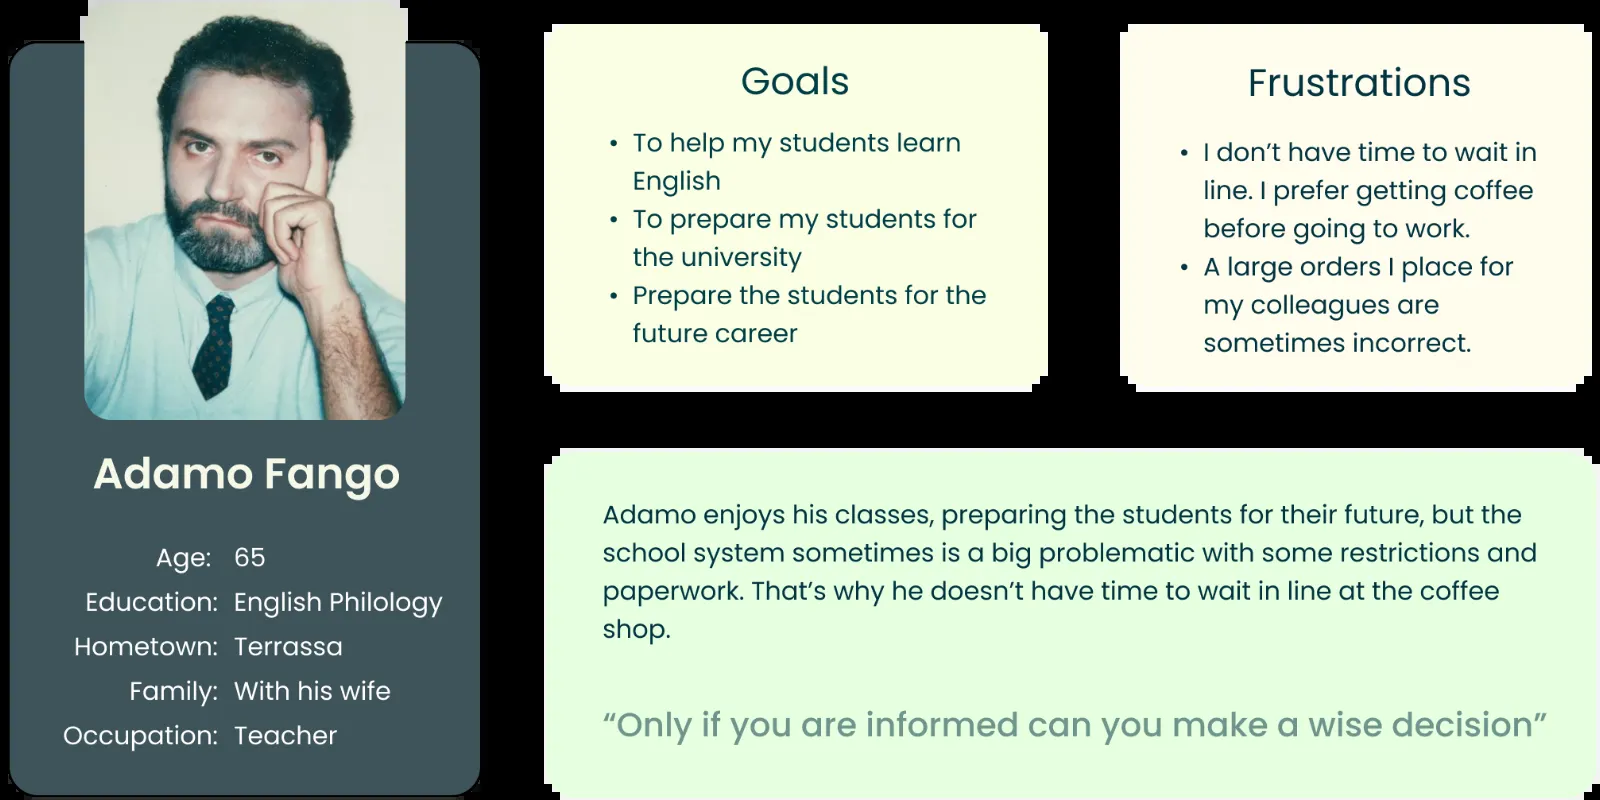 Adamo Fango
Age: 65
Education: English Philology
Hometown: Terrassa
Family: With his wife
Occupation: Teacher
Goals
• To help my students learn
English
• To prepare my students for
the university
• Prepare the students for the
future career
Frustrations
• I don’t have time to wait in
line. I prefer getting coffee
before going to work.
• A large orders I place for
my colleagues are
sometimes incorrect.
Adamo enjoys his classes, preparing the students for their future, but the
school system sometimes is a big problematic with some restrictions and
paperwork. That’s why he doesn’t have time to wait in line at the coffee
shop.
“Only if you are informed can you make a wise decision”